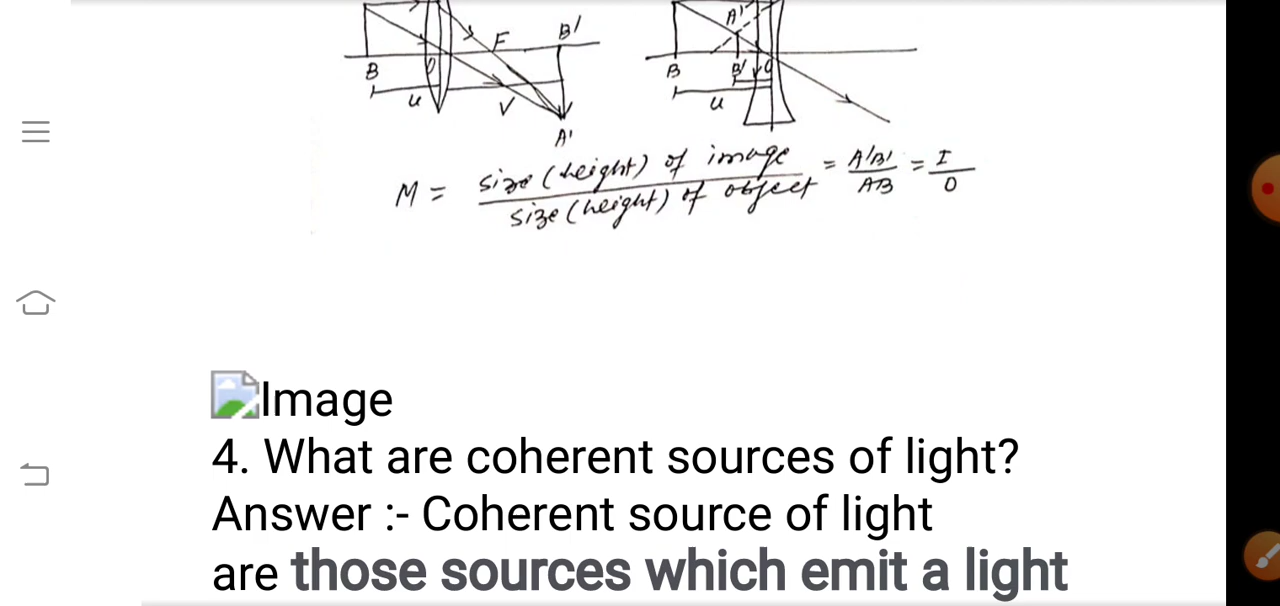 F
B'
B
O
u
V
A'
A'
B
B'
O
u
M = size (height) of image / size (height) of object = A'B' / AB = I / O
Image
4. What are coherent sources of light?
Answer :- Coherent source of light
are those sources which emit a light